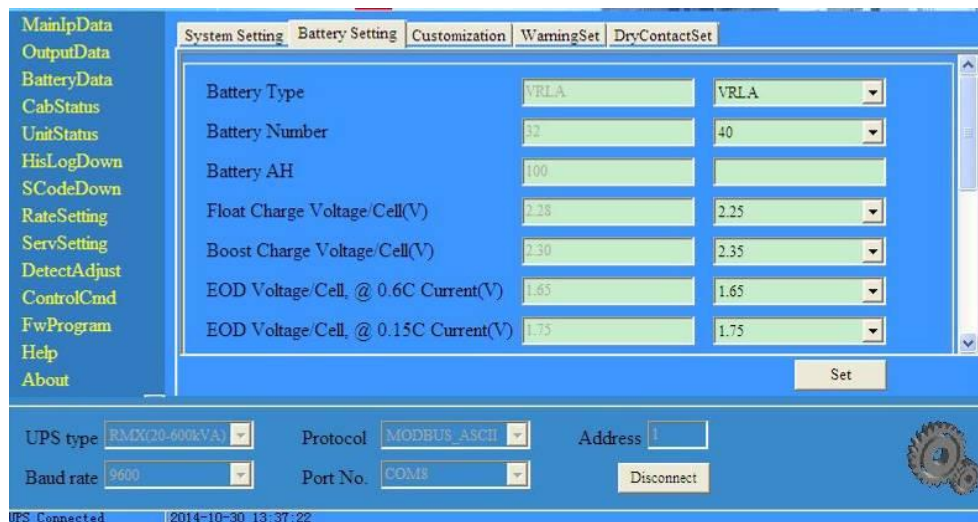 MainIpData
OutputData
BatteryData
CabStatus
UnitStatus
HisLogDown
SCodeDown
RateSetting
ServSetting
DetectAdjust
ControlCmd
FwProgram
Help
About
System Setting Battery Setting Customization WarningSet DryContactSet
Battery Type VRLA VRLA
Battery Number 32 40
Battery AH 100
Float Charge Voltage/Cell(V) 2.28 2.25
Boost Charge Voltage/Cell(V) 2.30 2.35
EOD Voltage/Cell, @ 0.6C Current(V) 1.65 1.65
EOD Voltage/Cell, @ 0.15C Current(V) 1.75 1.75
Set
UPS type RMX(20-600kVA) Protocol MODBUS_ASCII Address 1
Baud rate 9600 Port No. COM8 Disconnect
UPS Connected 2014-10-30 13:37:22